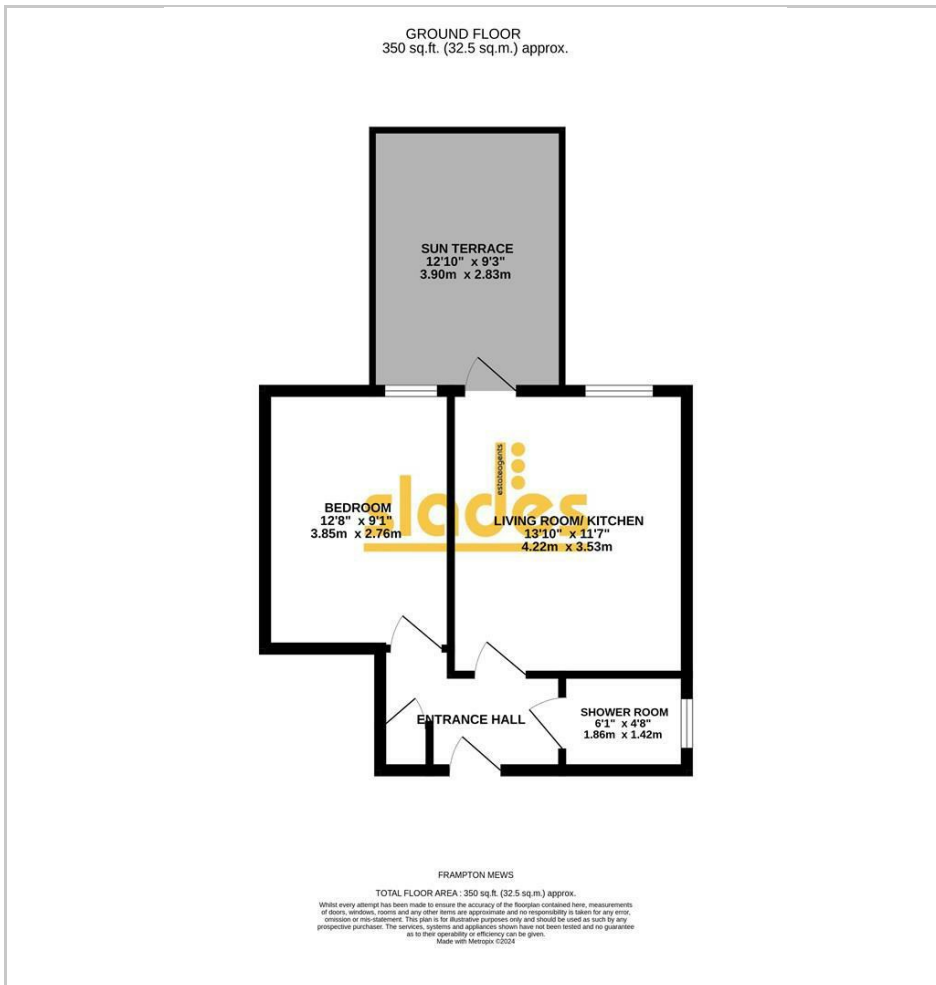 GROUND FLOOR
350 sq.ft. (32.5 sq.m.) approx.
SUN TERRACE
12'10" x 9'3"
3.90m x 2.83m
estateagents
slades
BEDROOM
12'8" x 9'1"
3.85m x 2.76m
LIVING ROOM/ KITCHEN
13'10" x 11'7"
4.22m x 3.53m
ENTRANCE HALL
SHOWER ROOM
6'1" x 4'8"
1.86m x 1.42m
FRAMPTON MEWS
TOTAL FLOOR AREA : 350 sq.ft. (32.5 sq.m.) approx.
Whilst every attempt has been made to ensure the accuracy of the floorplan contained here, measurements
of doors, windows, rooms and any other items are approximate and no responsibility is taken for any error,
omission or mis-statement. This plan is for illustrative purposes only and should be used as such by any
prospective purchaser. The services, systems and appliances shown have not been tested and no guarantee
as to their operability or efficiency can be given.
Made with Metropix ©2024